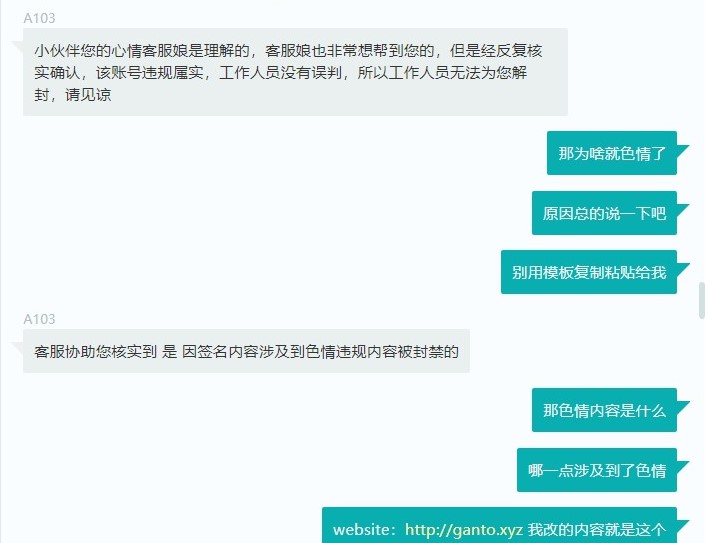 A103
小伙伴您的心情客服娘是理解的，客服娘也非常想帮到您的，但是经反复核
实确认，该账号违规属实，工作人员没有误判，所以工作人员无法为您解
封，请见谅
那为啥就色情了
原因总的说一下吧
别用模板复制粘贴给我
A103
客服协助您核实到 是 因签名内容涉及到色情违规内容被封禁的
那色情内容是什么
哪一点涉及到了色情
website：http://ganto.xyz 我改的内容就是这个